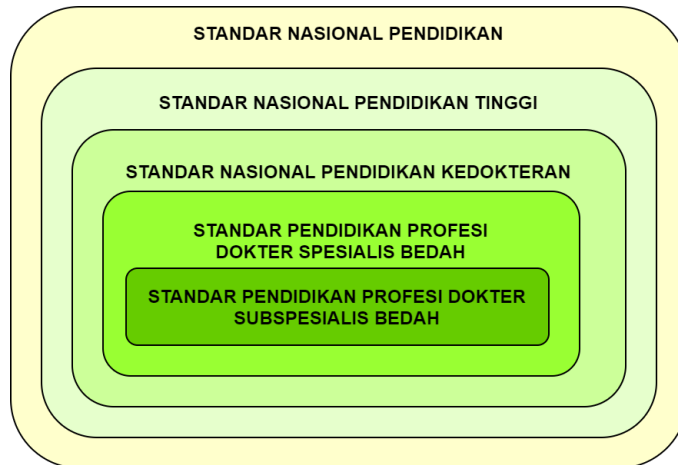 STANDAR NASIONAL PENDIDIKAN
STANDAR NASIONAL PENDIDIKAN TINGGI
STANDAR NASIONAL PENDIDIKAN KEDOKTERAN
STANDAR PENDIDIKAN PROFESI
DOKTER SPESIALIS BEDAH
STANDAR PENDIDIKAN PROFESI DOKTER
SUBSPESIALIS BEDAH